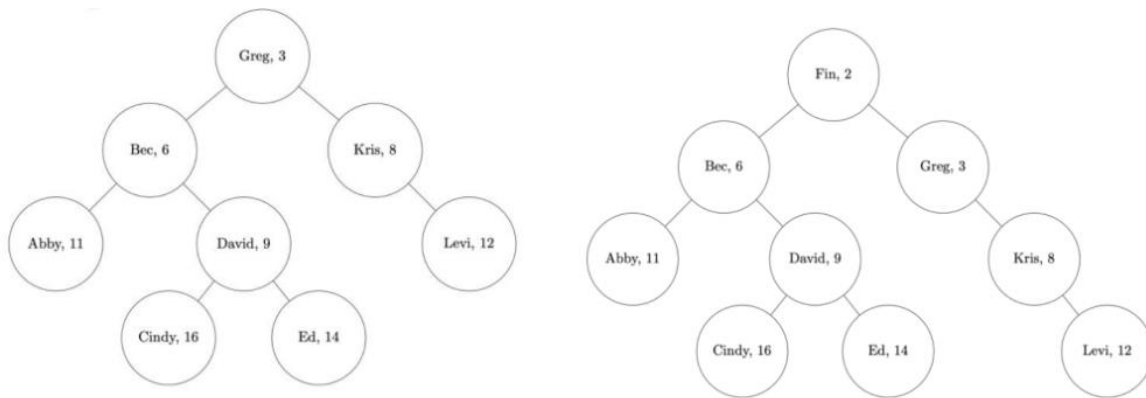 Greg, 3
Bec, 6
Kris, 8
Abby, 11
David, 9
Levi, 12
Cindy, 16
Ed, 14
Fin, 2
Bec, 6
Greg, 3
Abby, 11
David, 9
Kris, 8
Cindy, 16
Ed, 14
Levi, 12